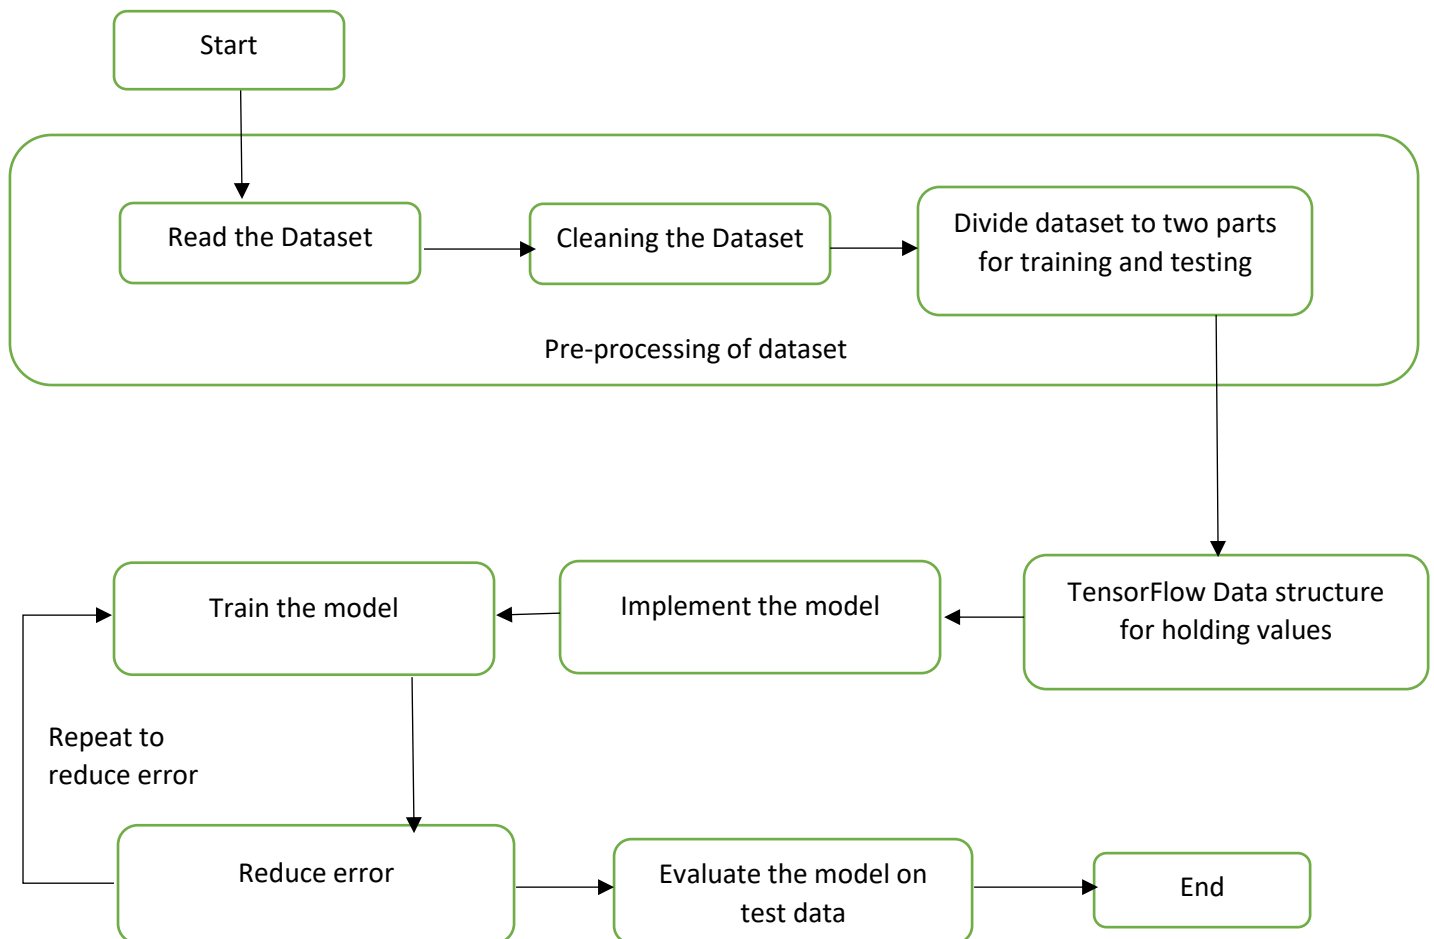 Start
Read the Dataset
Cleaning the Dataset
Divide dataset to two parts
for training and testing
Pre-processing of dataset
TensorFlow Data structure
for holding values
Implement the model
Train the model
Repeat to
reduce error
Reduce error
Evaluate the model on
test data
End